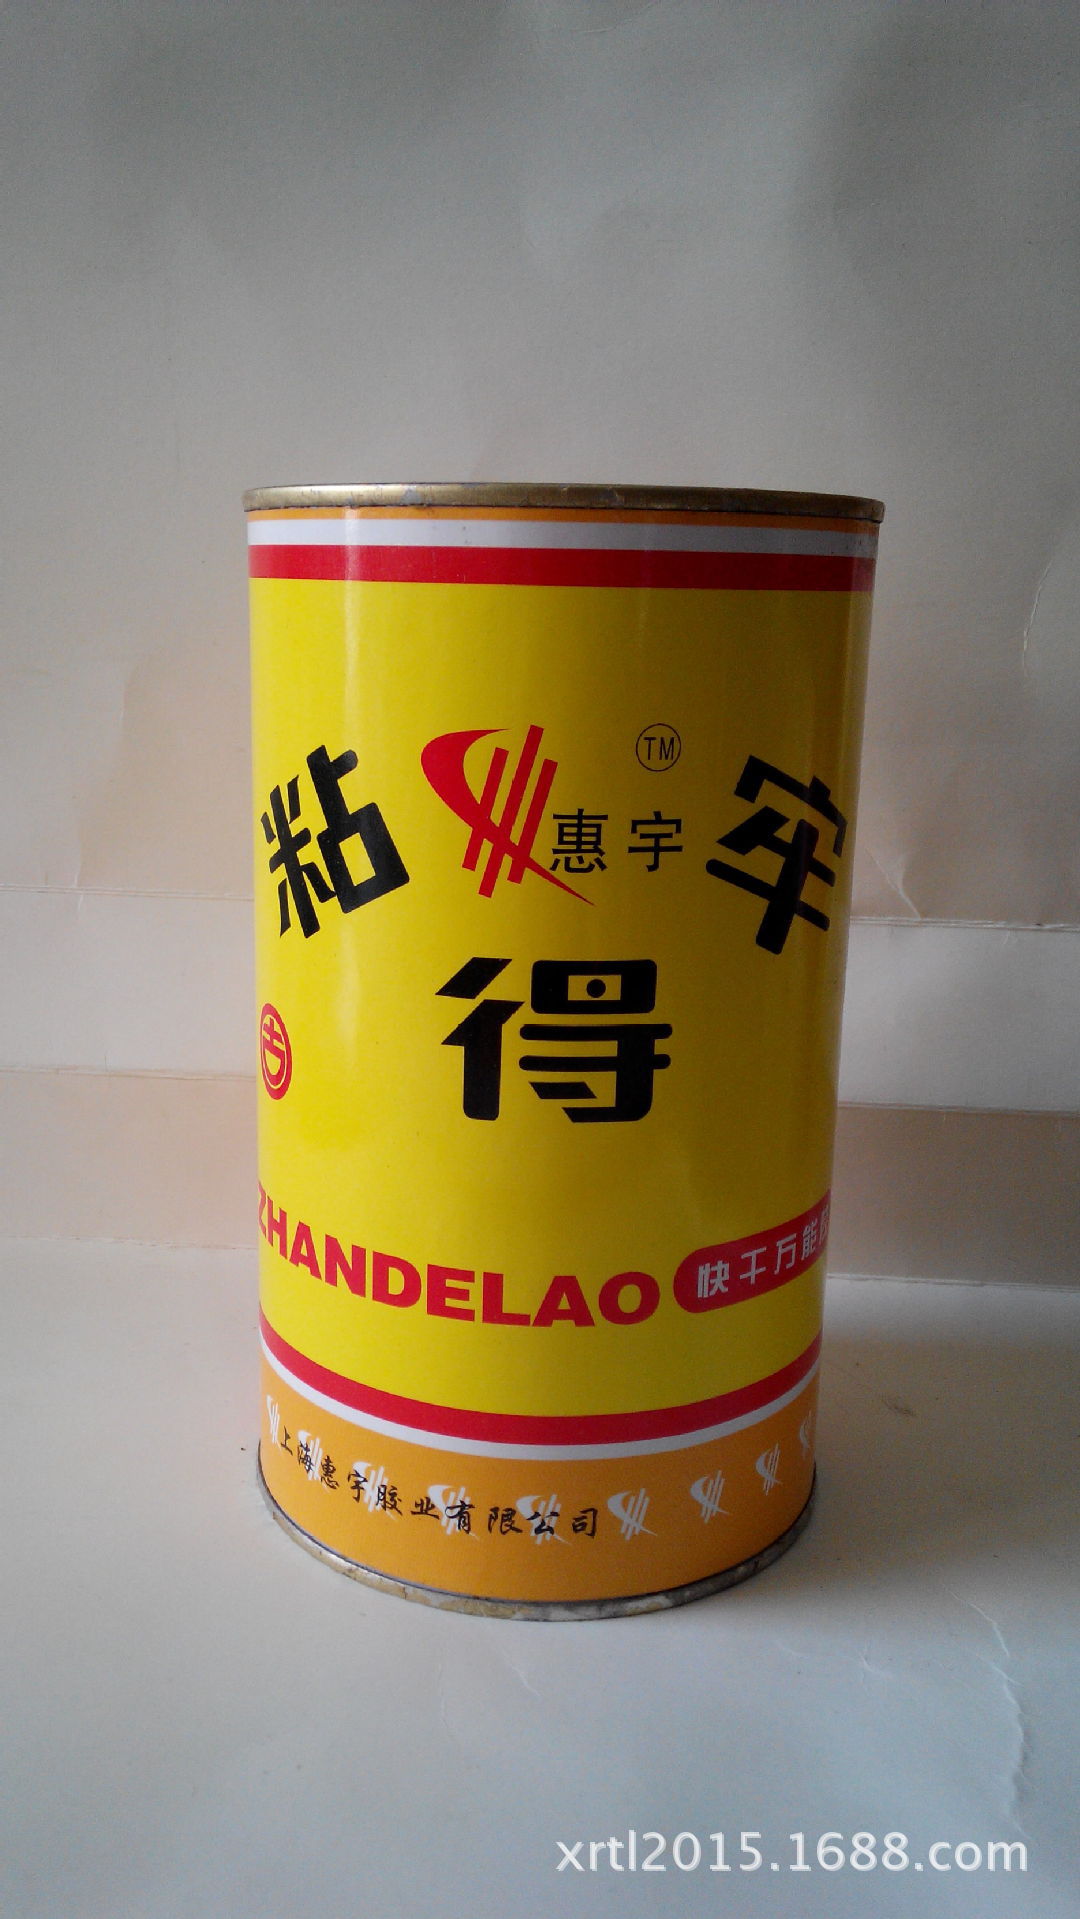 惠宇
TM
粘得牢
ZHANDELAO
快干万能胶
上海惠宇胶业有限公司
xrtl2015.1688.com